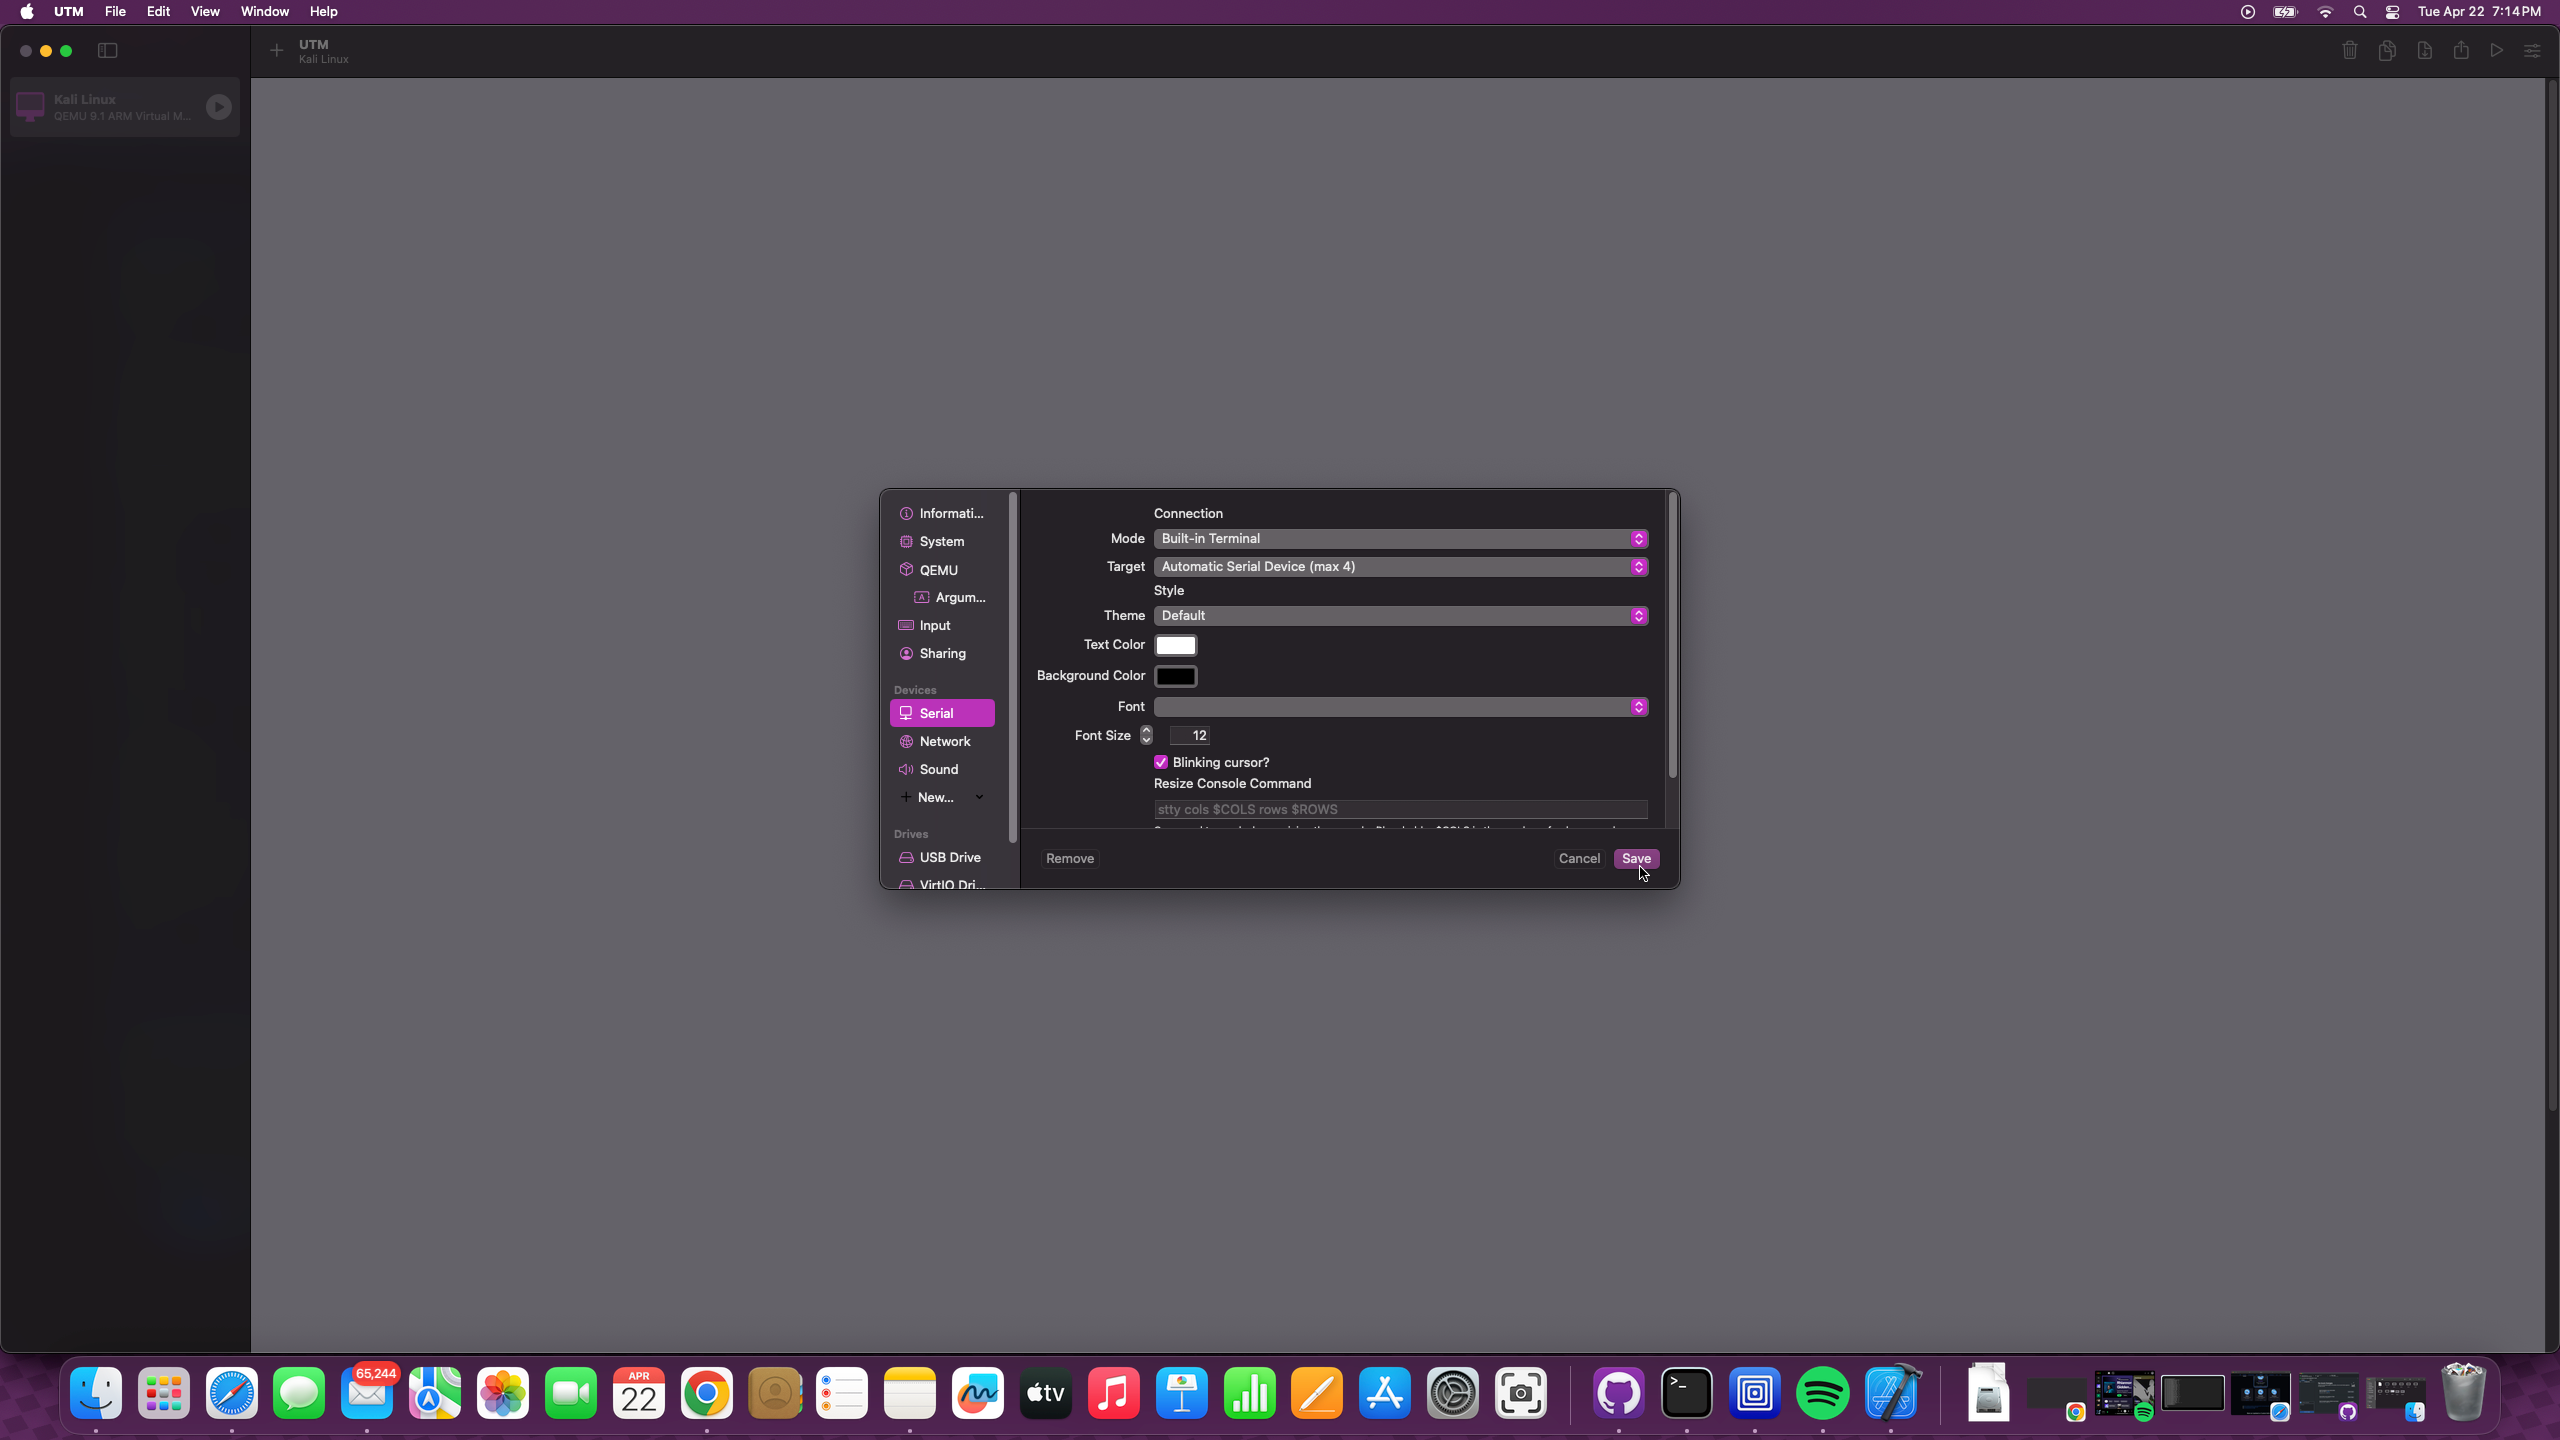 UTM File Edit View Window Help
Tue Apr 22 7:14 PM
UTM
Kali Linux
Kali Linux
QEMU 9.1 ARM Virtual M...
Informati...
System
QEMU
Argum...
Input
Sharing
Devices
Serial
Network
Sound
New...
Drives
USB Drive
VirtIO Dri...
Connection
Mode Built-in Terminal
Target Automatic Serial Device (max 4)
Style
Theme Default
Text Color
Background Color
Font
Font Size 12
Blinking cursor?
Resize Console Command
stty cols $COLS rows $ROWS
Remove Cancel Save
65,244
APR
22
tv